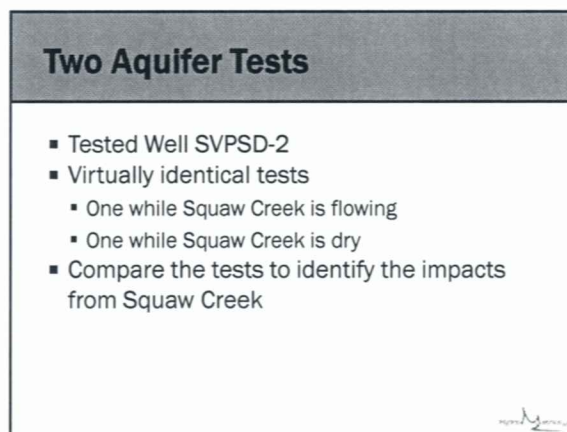 Two Aquifer Tests
▪ Tested Well SVPSD-2
▪ Virtually identical tests
▪ One while Squaw Creek is flowing
▪ One while Squaw Creek is dry
▪ Compare the tests to identify the impacts
from Squaw Creek